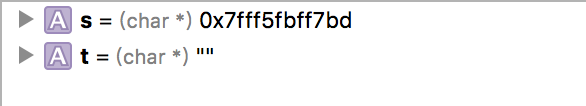 A s = (char *) 0x7fff5fbff7bd
A t = (char *) ""